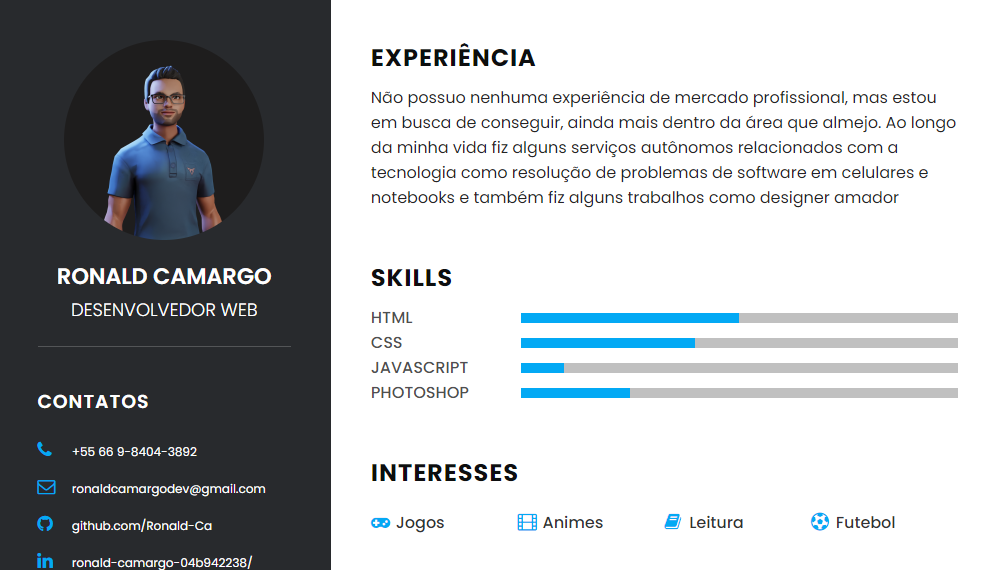 RONALD CAMARGO
DESENVOLVEDOR WEB
CONTATOS
+55 66 9-8404-3892
ronaldcamargodev@gmail.com
github.com/Ronald-Ca
ronald-camargo-04b942238/
EXPERIÊNCIA
Não possuo nenhuma experiência de mercado profissional, mas estou
em busca de conseguir, ainda mais dentro da área que almejo. Ao longo
da minha vida fiz alguns serviços autônomos relacionados com a
tecnologia como resolução de problemas de software em celulares e
notebooks e também fiz alguns trabalhos como designer amador
SKILLS
HTML
CSS
JAVASCRIPT
PHOTOSHOP
INTERESSES
Jogos Animes Leitura Futebol